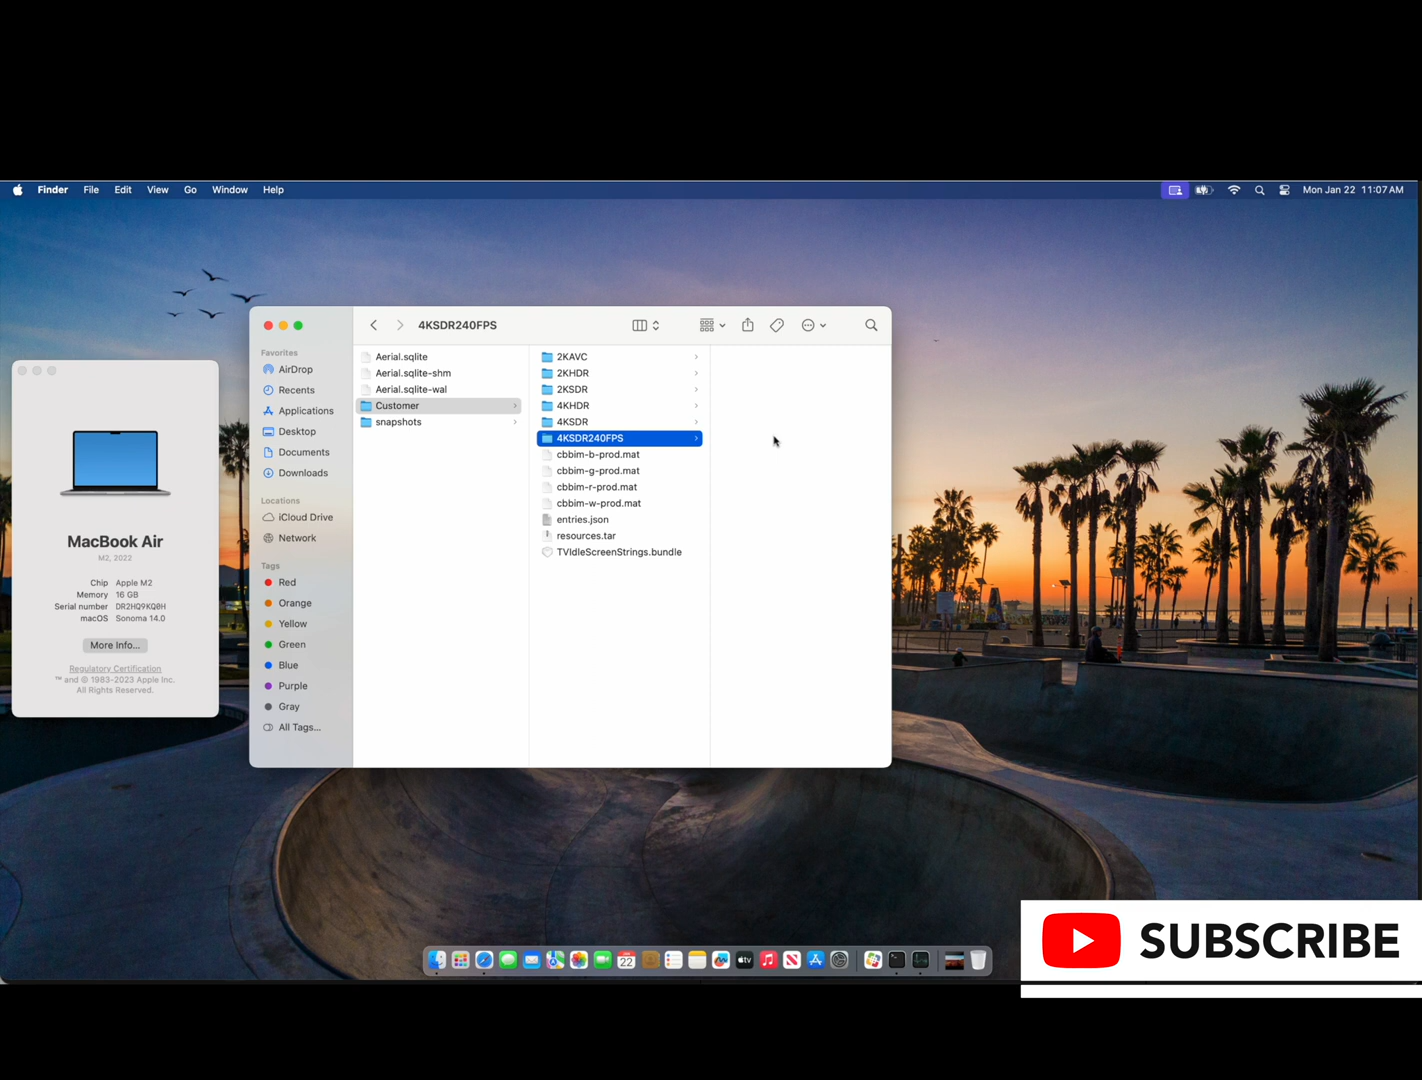 Finder File Edit View Go Window Help
Mon Jan 22 11:07 AM
4KSDR240FPS
Favorites
AirDrop
Recents
Applications
Desktop
Documents
Downloads
Locations
iCloud Drive
Network
Tags
Red
Orange
Yellow
Green
Blue
Purple
Gray
All Tags...
Aerial.sqlite
Aerial.sqlite-shm
Aerial.sqlite-wal
Customer
snapshots
2KAVC
2KHDR
2KSDR
4KHDR
4KSDR
4KSDR240FPS
cbbim-b-prod.mat
cbbim-g-prod.mat
cbbim-r-prod.mat
cbbim-w-prod.mat
entries.json
resources.tar
TVIdleScreenStrings.bundle
MacBook Air
M2, 2022
Chip Apple M2
Memory 16 GB
Serial number DR2HQ9KQ0H
macOS Sonoma 14.0
More Info...
Regulatory Certification
™ and © 1983-2023 Apple Inc.
All Rights Reserved.
22
tv
SUBSCRIBE